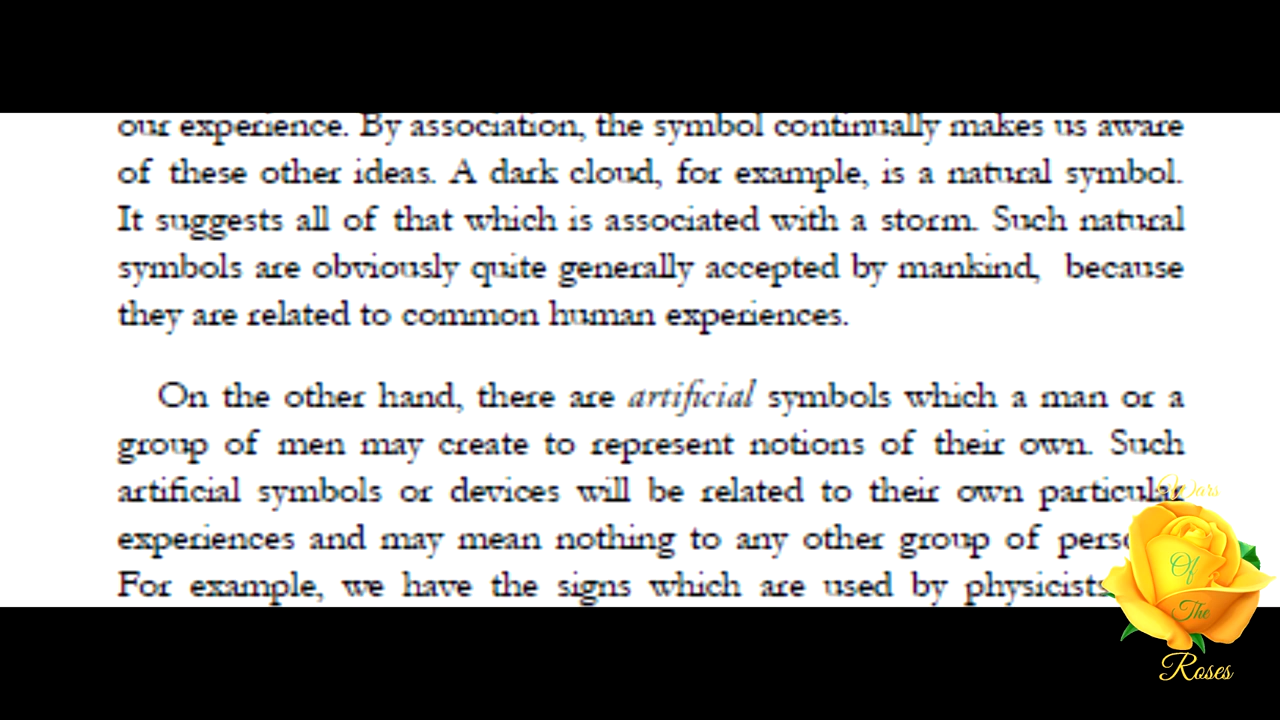 our experience. By association, the symbol continually makes us aware
of these other ideas. A dark cloud, for example, is a natural symbol.
It suggests all of that which is associated with a storm. Such natural
symbols are obviously quite generally accepted by mankind, because
they are related to common human experiences.
On the other hand, there are artificial symbols which a man or a
group of men may create to represent notions of their own. Such
artificial symbols or devices will be related to their own particular
experiences and may mean nothing to any other group of
For example, we have the signs which are used by physicists
Wars
Of
The
Roses